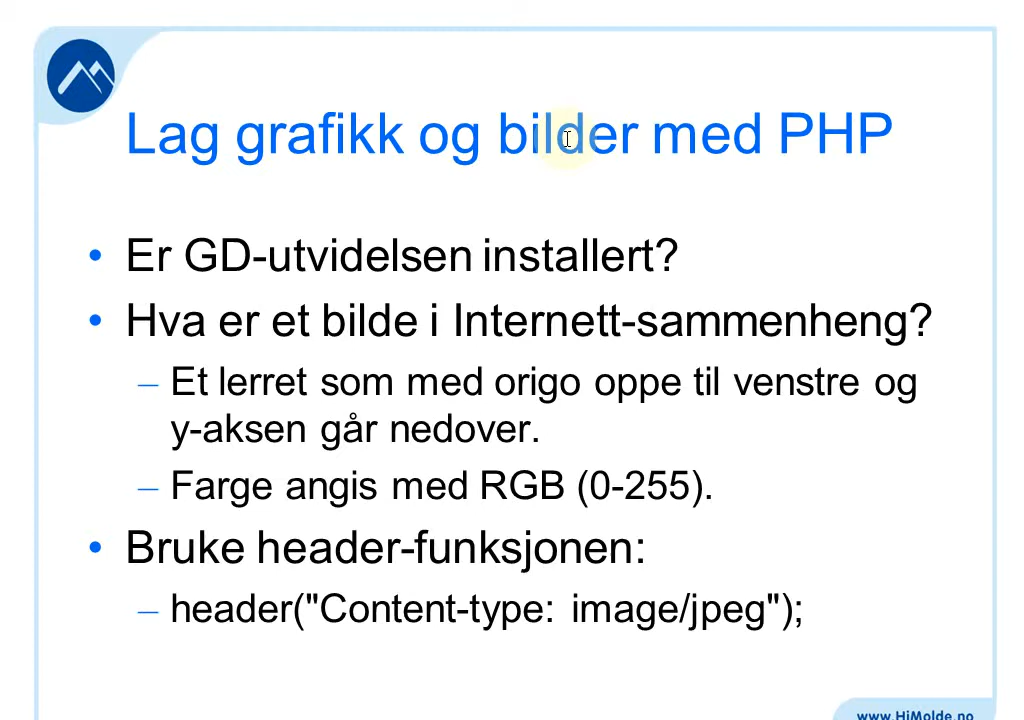 Lag grafikk og bilder med PHP
• Er GD-utvidelsen installert?
• Hva er et bilde i Internett-sammenheng?
– Et lerret som med origo oppe til venstre og
y-aksen går nedover.
– Farge angis med RGB (0-255).
• Bruke header-funksjonen:
– header("Content-type: image/jpeg");
www.HiMolde.no